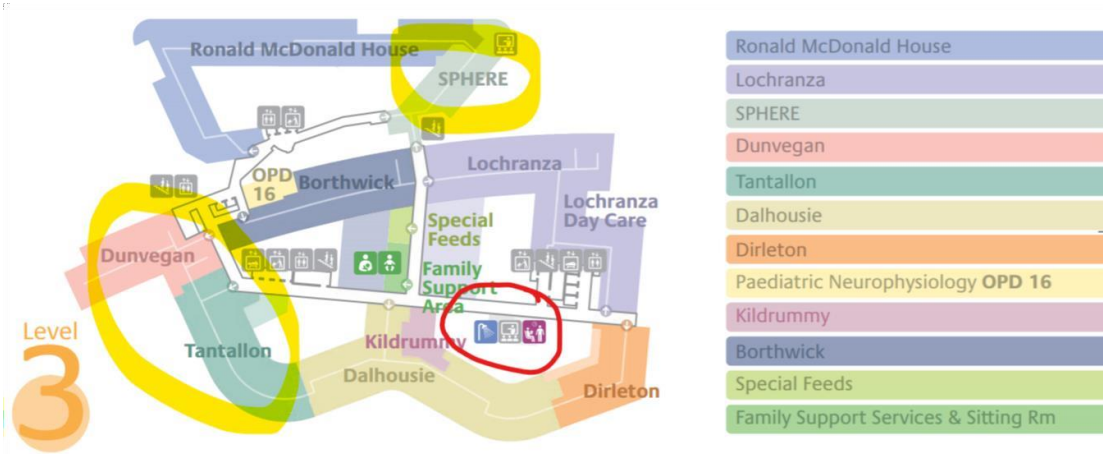 Ronald McDonald House
SPHERE
OPD
16
Borthwick
Lochranza
Lochranza
Day Care
Special
Feeds
Dunvegan
Family
Support
Area
Level
3
Tantallon
Kildrummy
Dalhousie
Dirleton
Ronald McDonald House
Lochranza
SPHERE
Dunvegan
Tantallon
Dalhousie
Dirleton
Paediatric Neurophysiology OPD 16
Kildrummy
Borthwick
Special Feeds
Family Support Services & Sitting Rm